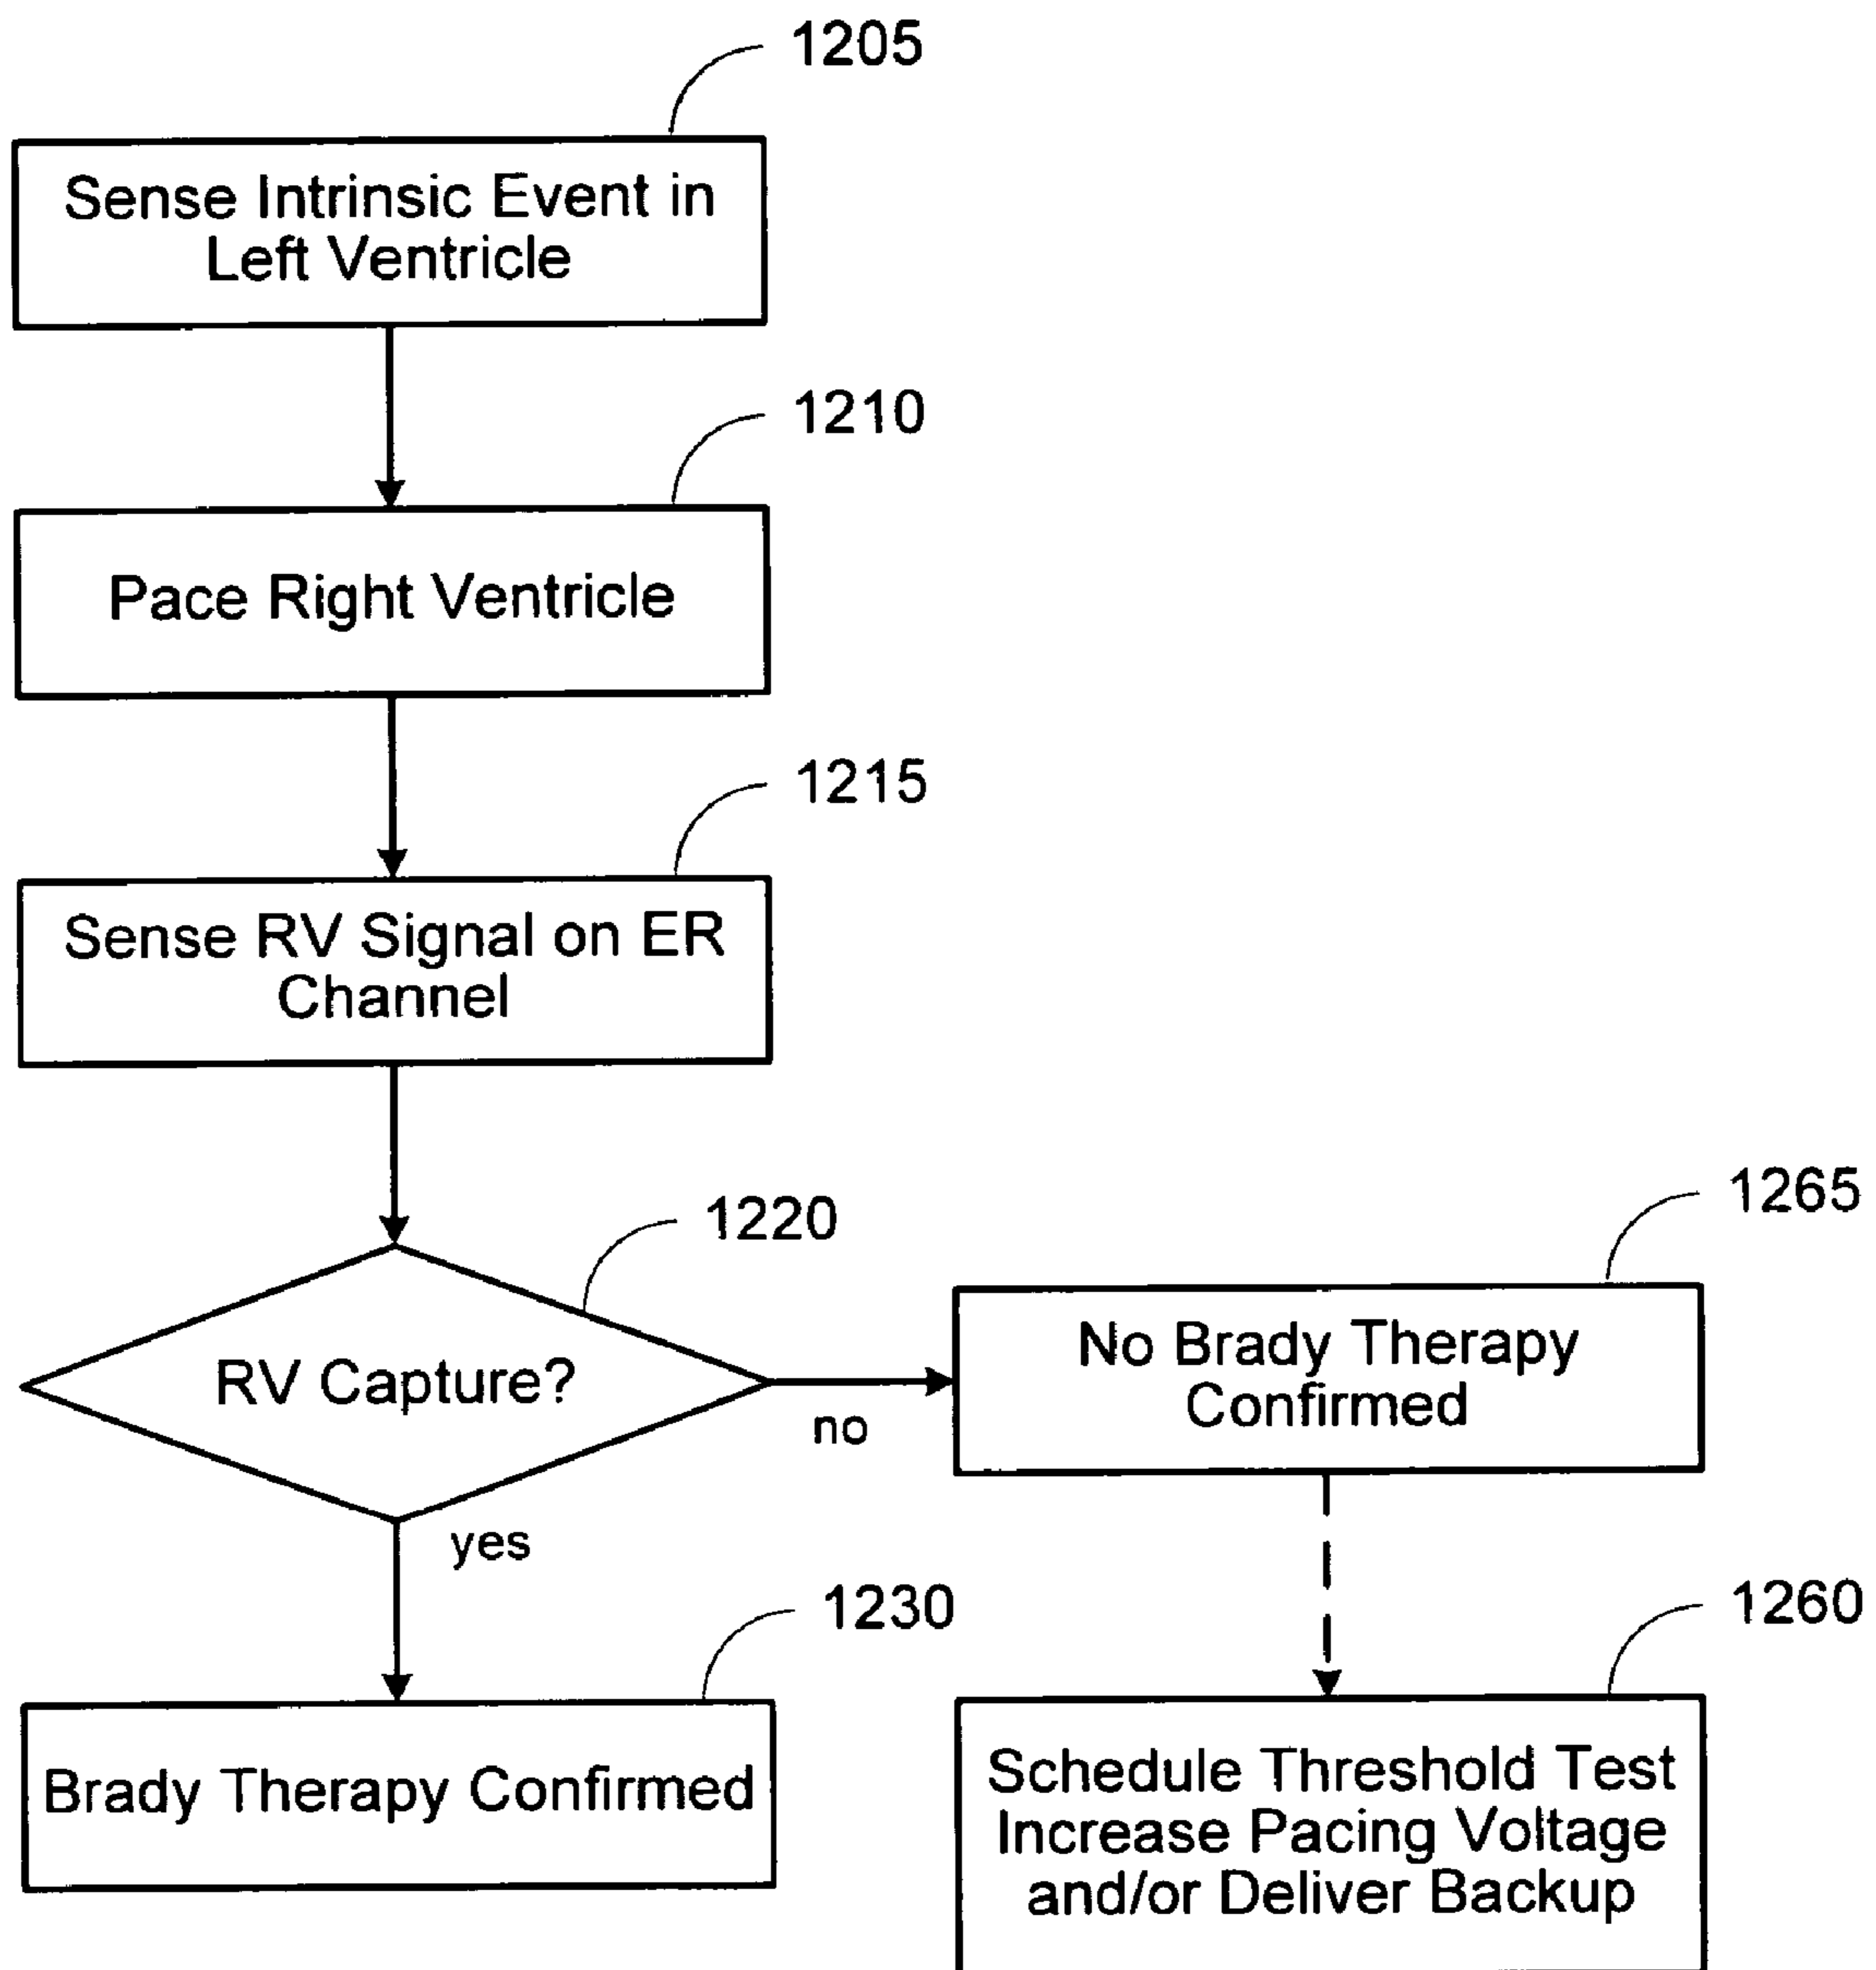 1205
Sense Intrinsic Event in
Left Ventricle
1210
Pace Right Ventricle
1215
Sense RV Signal on ER
Channel
1220
RV Capture?
no
yes
1265
No Brady Therapy
Confirmed
1230
Brady Therapy Confirmed
1260
Schedule Threshold Test
Increase Pacing Voltage
and/or Deliver Backup